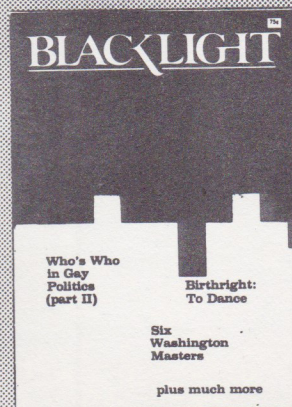 75¢
BLACKLIGHT
Who's Who
in Gay
Politics
(part II)
Birthright:
To Dance
Six
Washington
Masters
plus much more